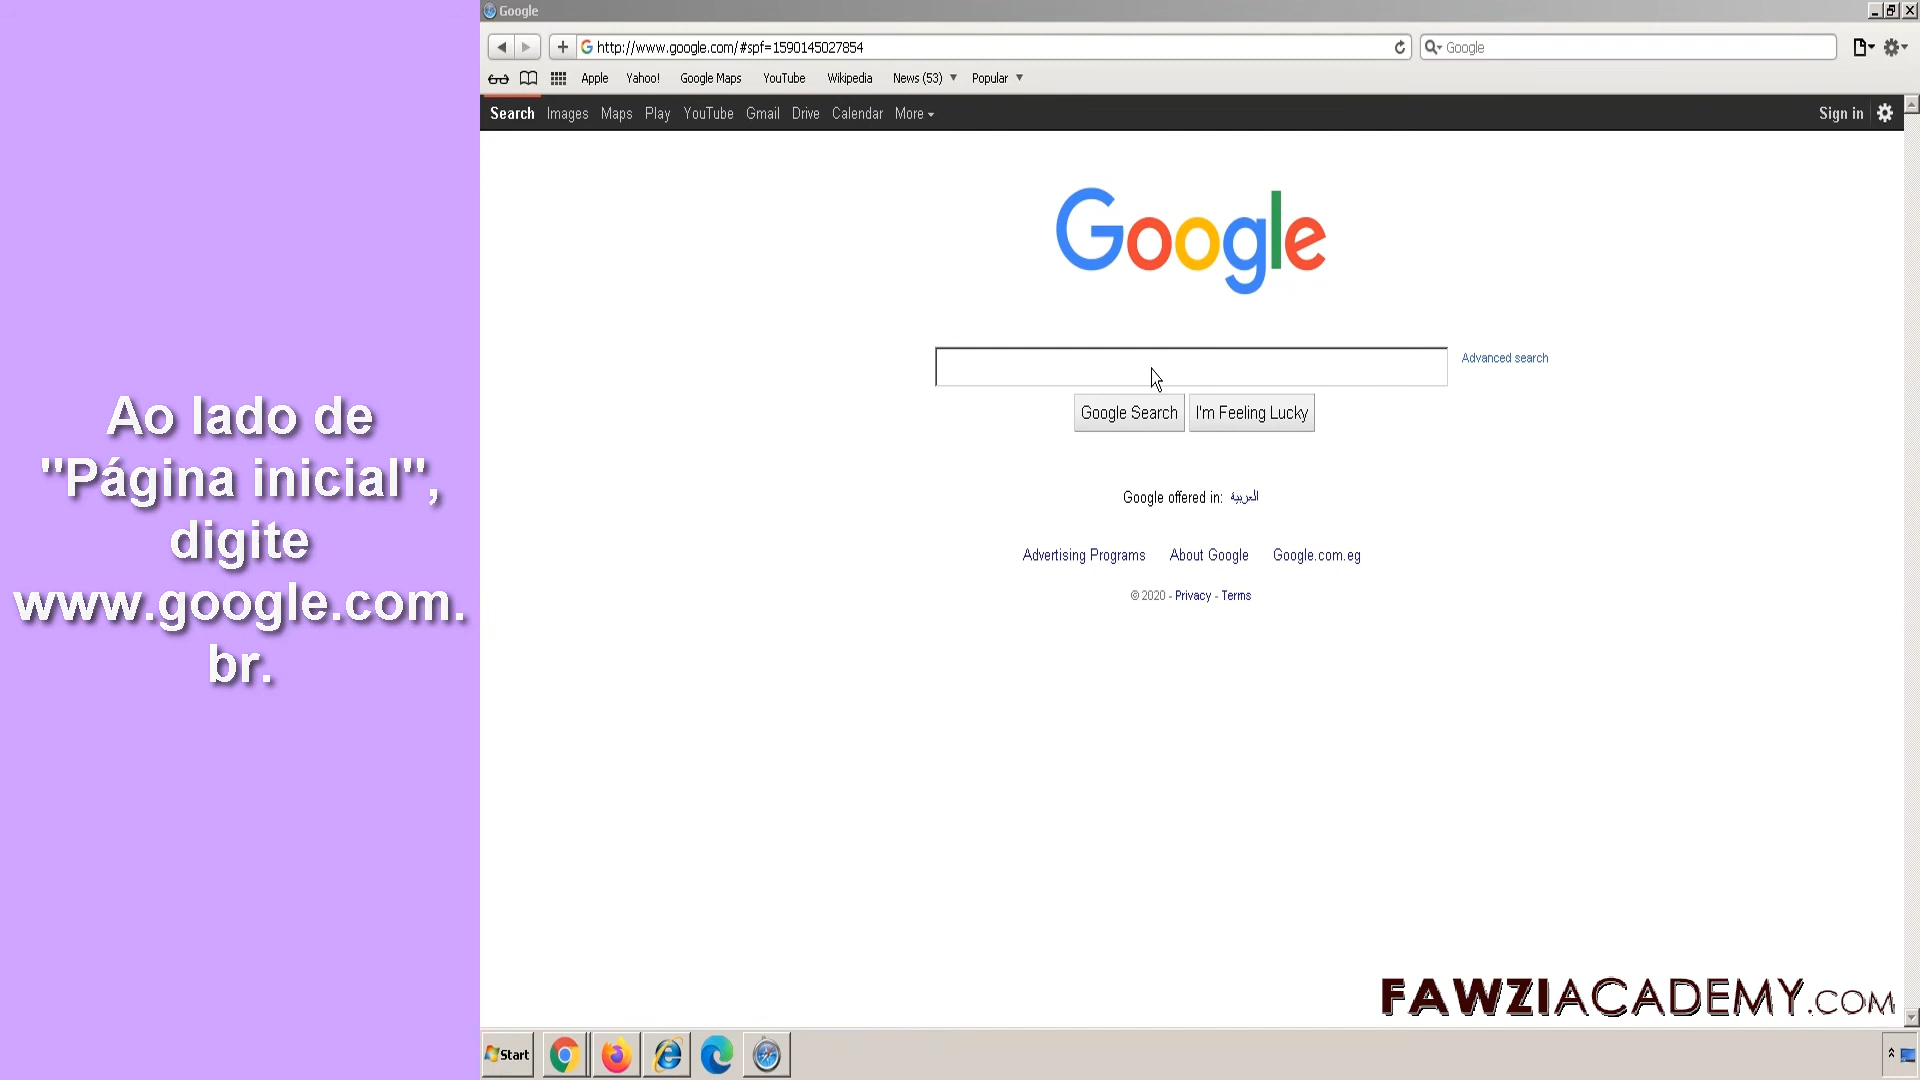 Google
http://www.google.com/#spf=1590145027854
Google
Apple Yahoo! Google Maps YouTube Wikipedia News (53) Popular
Search Images Maps Play YouTube Gmail Drive Calendar More
Sign in
Google
Advanced search
Google Search I'm Feeling Lucky
Google offered in: العربية
Advertising Programs About Google Google.com.eg
© 2020 - Privacy - Terms
Ao lado de
"Página inicial",
digite
www.google.com.
br.
FAWZIACADEMY.COM
Start